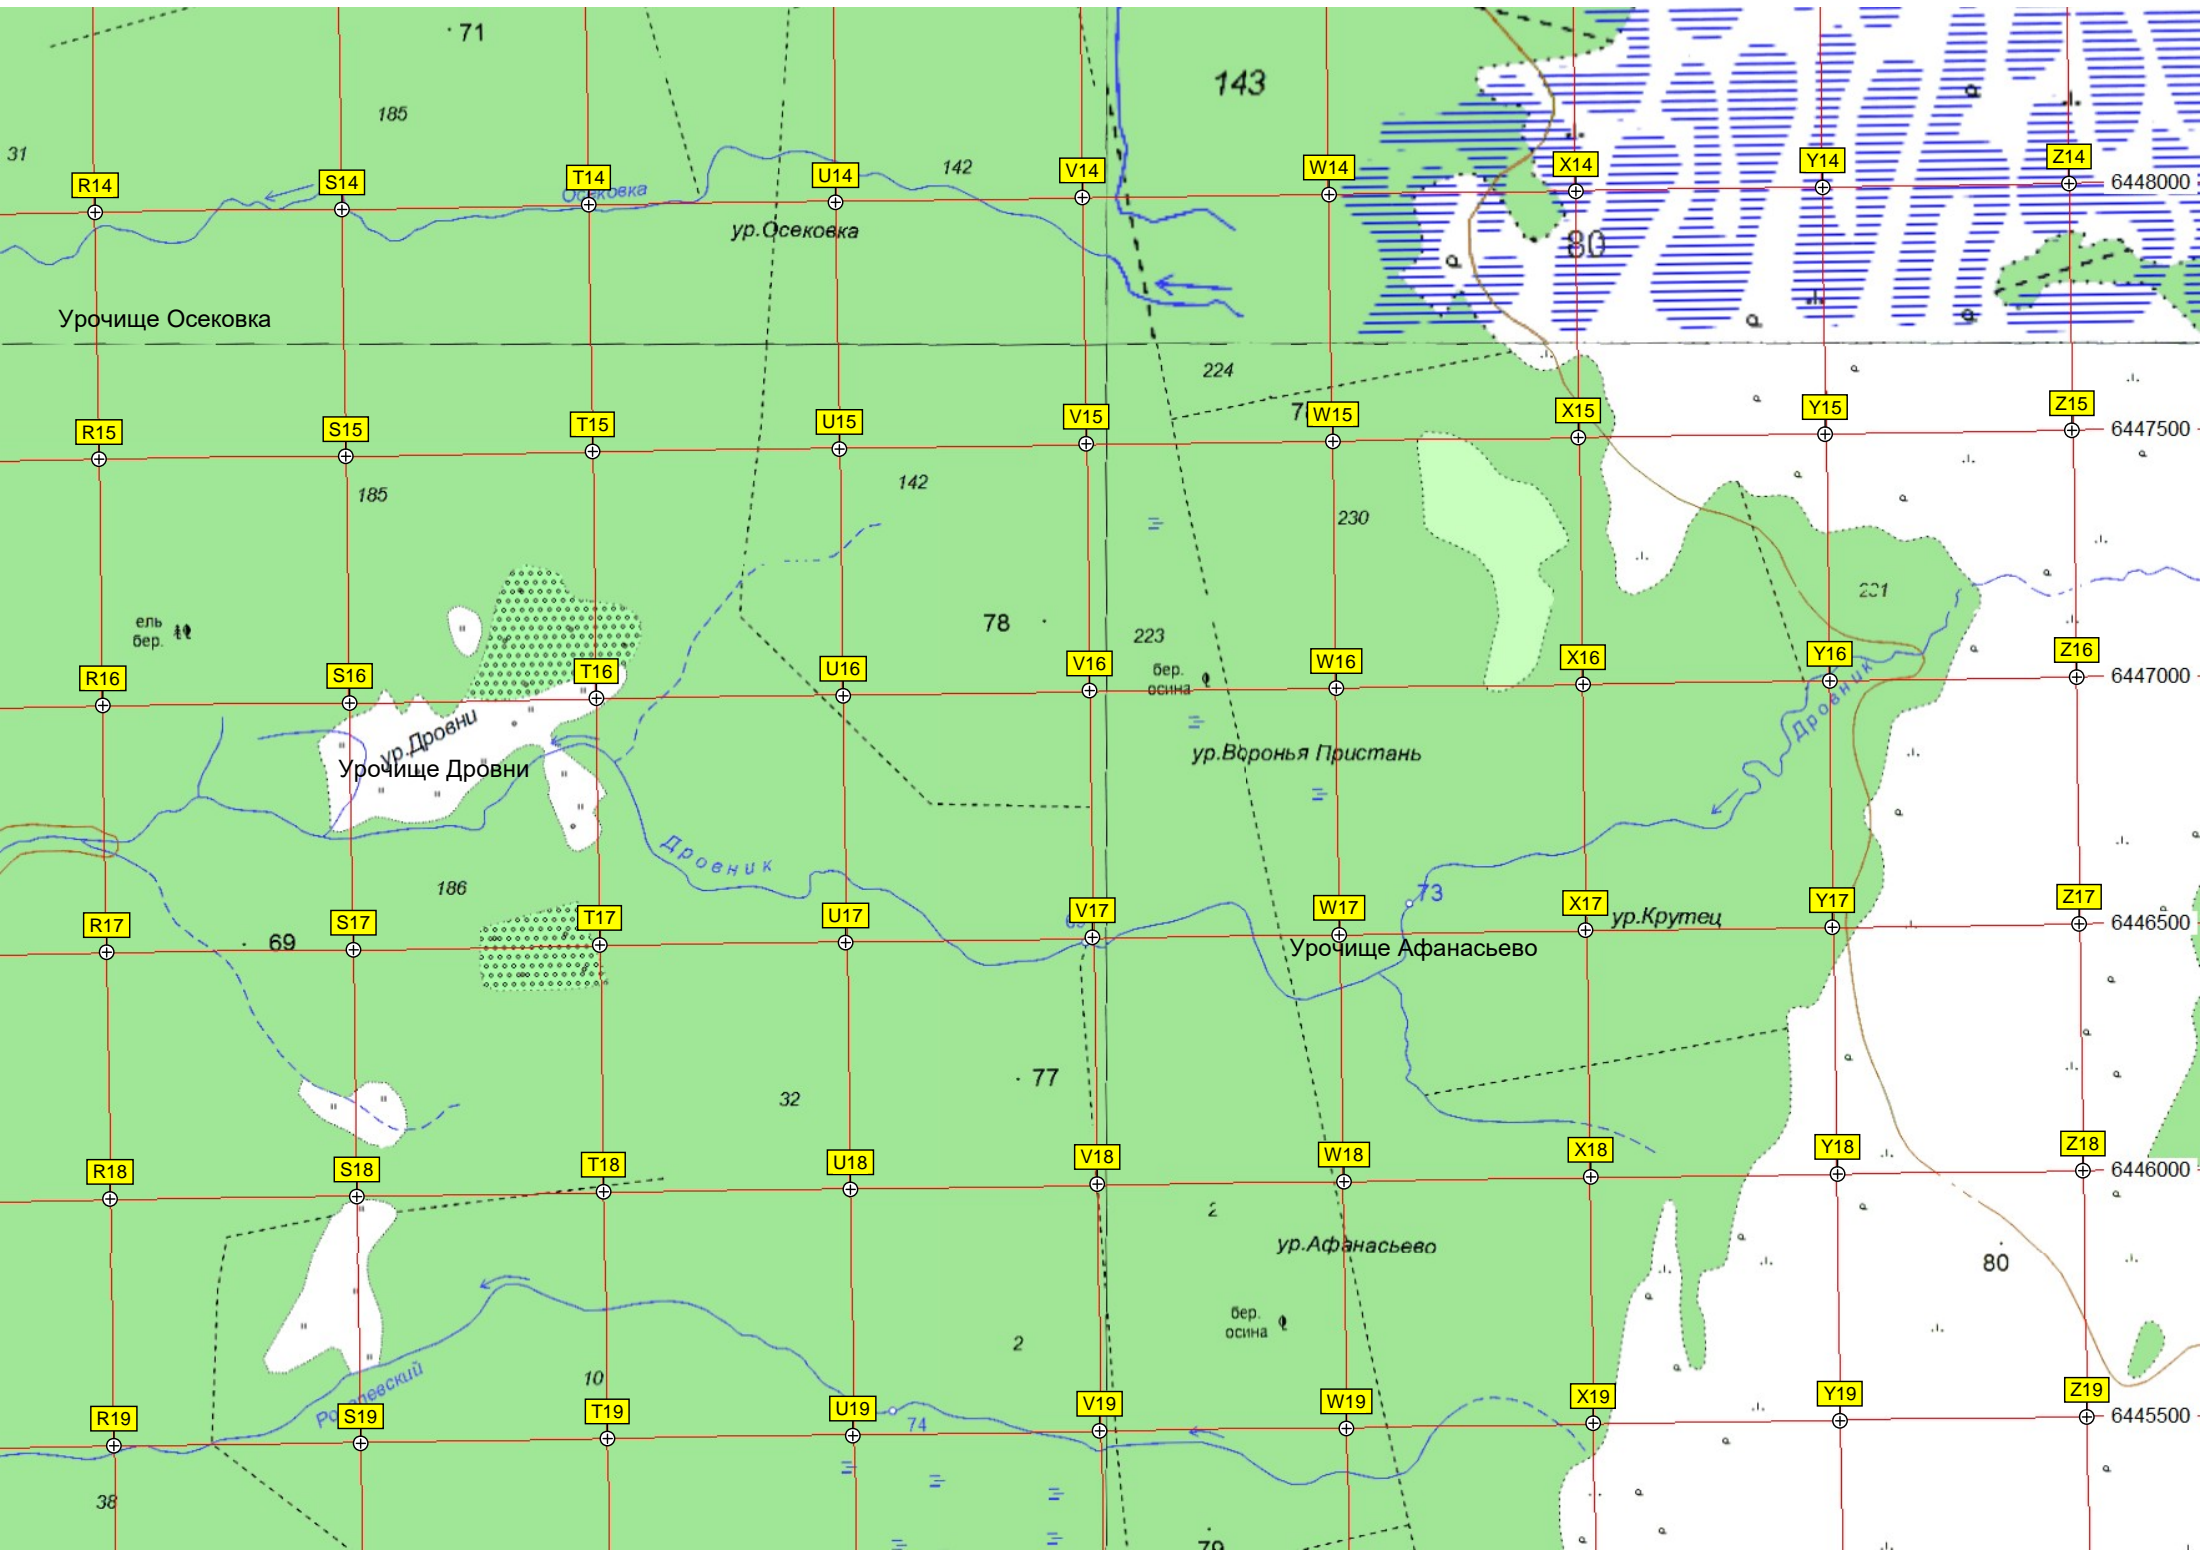 71
143
185
31
142
R14
S14
T14
U14
V14
W14
X14
Y14
Z14
6448000
ур.Осековка
80
Урочище Осековка
224
R15
S15
T15
U15
V15
W15
X15
Y15
Z15
6447500
185
142
230
ель
бер.
78
223
бер.
осина
R16
S16
T16
U16
V16
W16
X16
Y16
Z16
6447000
Дровник
ур.Дровни
Урочище Дровни
ур.Воронья Пристань
Дровник
186
73
R17
S17
T17
U17
V17
W17
X17
Y17
Z17
6446500
ур.Крутец
69
Урочище Афанасьево
77
32
R18
S18
T18
U18
V18
W18
X18
Y18
Z18
6446000
2
ур.Афанасьево
80
бер.
осина
2
10
R19
S19
T19
U19
V19
W19
X19
Y19
Z19
6445500
74
38
79